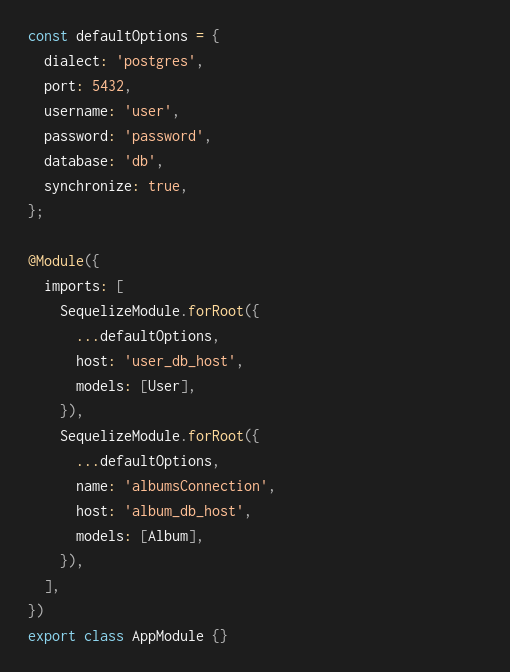 const defaultOptions = {
  dialect: 'postgres',
  port: 5432,
  username: 'user',
  password: 'password',
  database: 'db',
  synchronize: true,
};

@Module({
  imports: [
    SequelizeModule.forRoot({
      ...defaultOptions,
      host: 'user_db_host',
      models: [User],
    }),
    SequelizeModule.forRoot({
      ...defaultOptions,
      name: 'albumsConnection',
      host: 'album_db_host',
      models: [Album],
    }),
  ],
})
export class AppModule {}